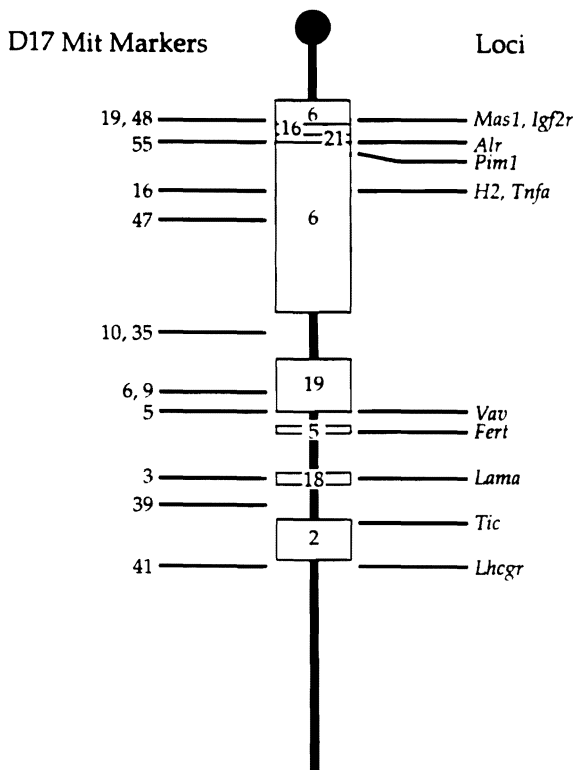 D17 Mit Markers
Loci
19, 48
6
Mas1, Igf2r
16
55
21
Alr
Pim1
16
H2, Tnfa
47
6
10, 35
19
6, 9
5
Vav
5
Fert
3
18
Lama
39
Tic
2
41
Lhcgr